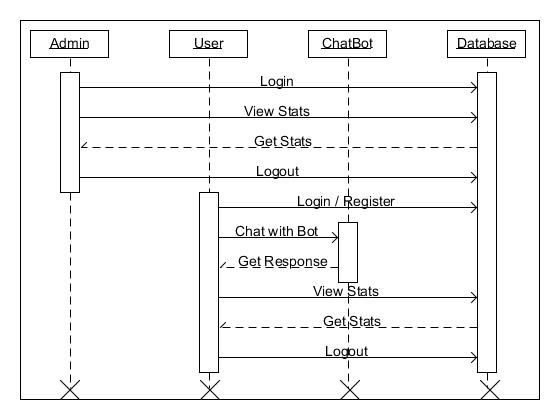 Admin User ChatBot Database
Login
View Stats
Get Stats
Logout
Login / Register
Chat with Bot
Get Response
View Stats
Get Stats
Logout